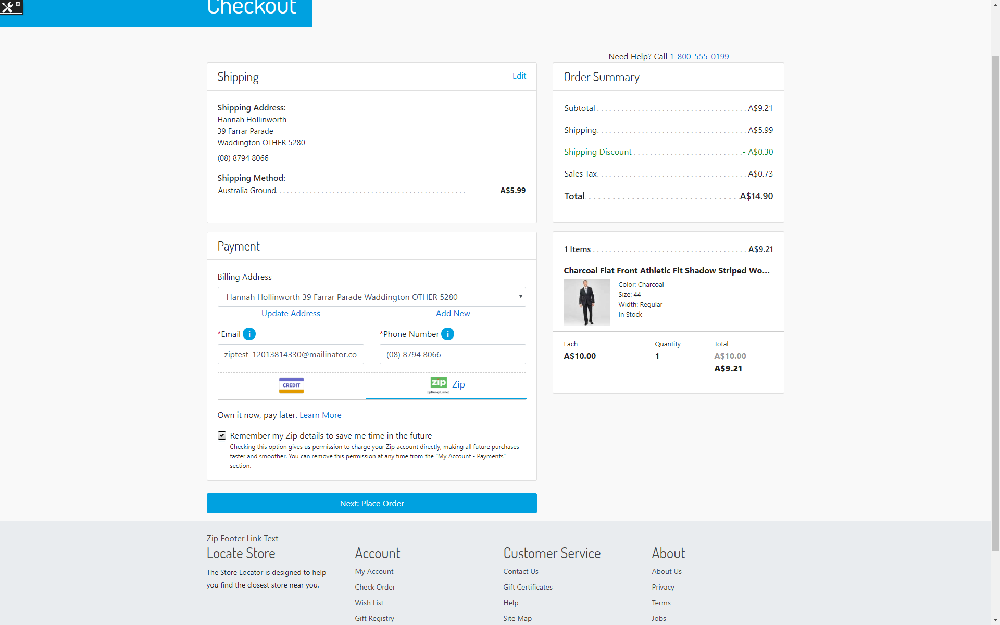 Checkout
Need Help? Call 1-800-555-0199
Shipping
Edit
Shipping Address:
Hannah Hollinworth
39 Farrar Parade
Waddington OTHER 5280
(08) 8794 8066
Shipping Method:
Australia Ground A$5.99
Order Summary
Subtotal A$9.21
Shipping A$5.99
Shipping Discount - A$0.30
Sales Tax A$0.73
Total A$14.90
Payment
Billing Address
Hannah Hollinworth 39 Farrar Parade Waddington OTHER 5280
Update Address
Add New
*Email i
*Phone Number i
ziptest_12013814330@mailinator.co
(08) 8794 8066
CREDIT
zip
zipMoney Limited
Zip
Own it now, pay later. Learn More
Remember my Zip details to save me time in the future
Checking this option gives us permission to charge your Zip account directly, making all future purchases
faster and smoother. You can remove this permission at any time from the "My Account - Payments"
section.
Next: Place Order
1 Items A$9.21
Charcoal Flat Front Athletic Fit Shadow Striped Wo...
Color: Charcoal
Size: 44
Width: Regular
In Stock
Each
A$10.00
Quantity
1
Total
A$10.00
A$9.21
Zip Footer Link Text
Locate Store
The Store Locator is designed to help
you find the closest store near you.
Account
My Account
Check Order
Wish List
Gift Registry
Customer Service
Contact Us
Gift Certificates
Help
Site Map
About
About Us
Privacy
Terms
Jobs